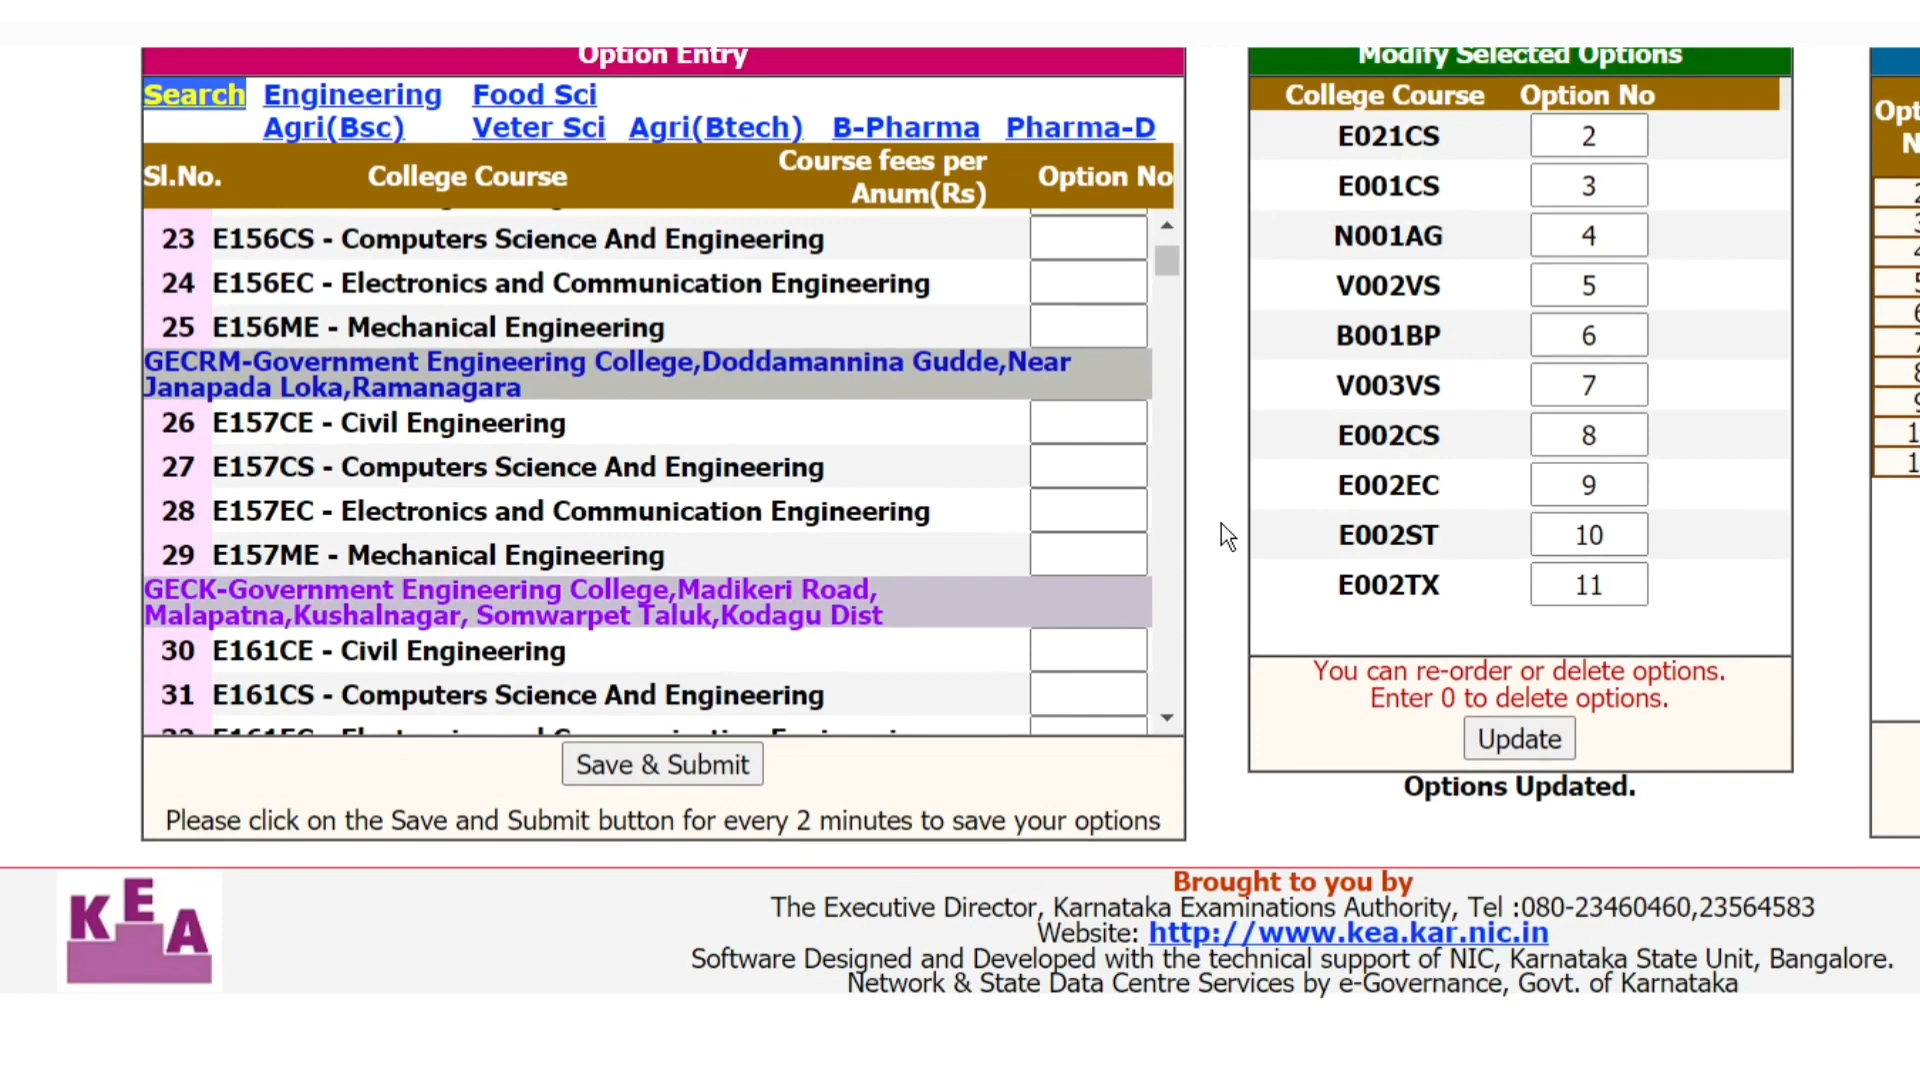 Option Entry
Search Engineering Food Sci
Agri(Bsc) Veter Sci Agri(Btech) B-Pharma Pharma-D
Sl.No. College Course Course fees per Anum(Rs) Option No
23 E156CS - Computers Science And Engineering
24 E156EC - Electronics and Communication Engineering
25 E156ME - Mechanical Engineering
GECRM-Government Engineering College,Doddamannina Gudde,Near
Janapada Loka,Ramanagara
26 E157CE - Civil Engineering
27 E157CS - Computers Science And Engineering
28 E157EC - Electronics and Communication Engineering
29 E157ME - Mechanical Engineering
GECK-Government Engineering College,Madikeri Road,
Malapatna,Kushalnagar, Somwarpet Taluk,Kodagu Dist
30 E161CE - Civil Engineering
31 E161CS - Computers Science And Engineering
Save & Submit
Please click on the Save and Submit button for every 2 minutes to save your options
Modify Selected Options
College Course Option No
E021CS 2
E001CS 3
N001AG 4
V002VS 5
B001BP 6
V003VS 7
E002CS 8
E002EC 9
E002ST 10
E002TX 11
You can re-order or delete options.
Enter 0 to delete options.
Update
Options Updated.
KEA
Brought to you by
The Executive Director, Karnataka Examinations Authority, Tel :080-23460460,23564583
Website: http://www.kea.kar.nic.in
Software Designed and Developed with the technical support of NIC, Karnataka State Unit, Bangalore.
Network & State Data Centre Services by e-Governance, Govt. of Karnataka